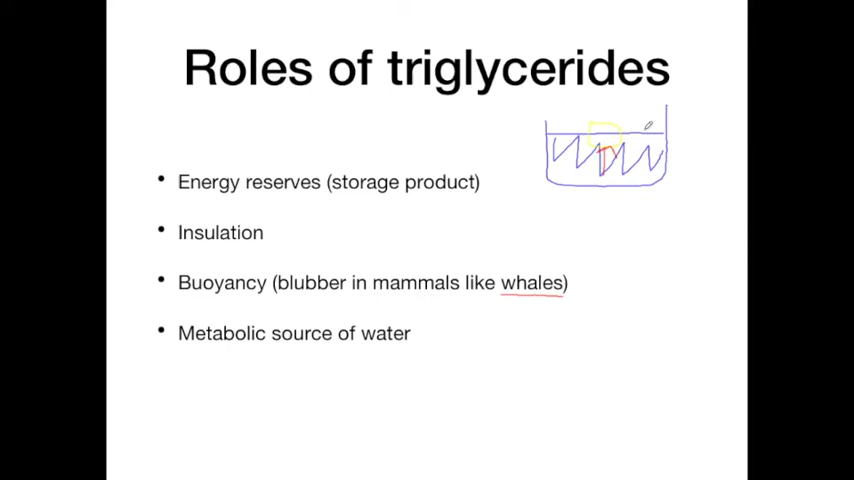 Roles of triglycerides
• Energy reserves (storage product)
• Insulation
• Buoyancy (blubber in mammals like whales)
• Metabolic source of water